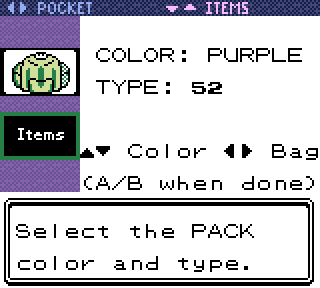 ◀▶ POCKET ▼▲ ITEMS
COLOR: PURPLE
TYPE: 52
Items
▲▼ Color ◀▶ Bag
(A/B when done)
Select the PACK
color and type.